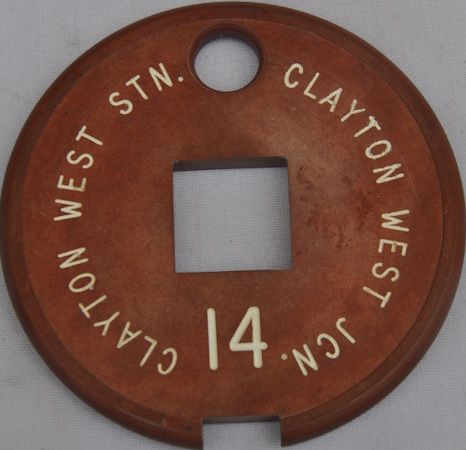 CLAYTON WEST STN.
CLAYTON WEST JCN.
14